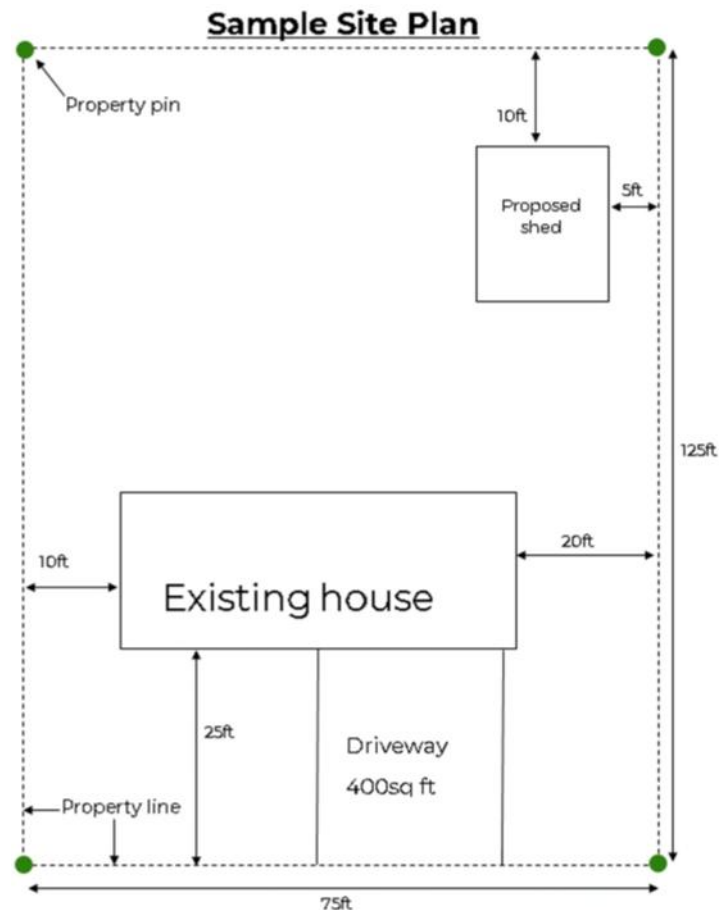 Sample Site Plan
Property pin
10ft
5ft
Proposed
shed
125ft
20ft
10ft
Existing house
25ft
Driveway
400sq ft
Property line
75ft